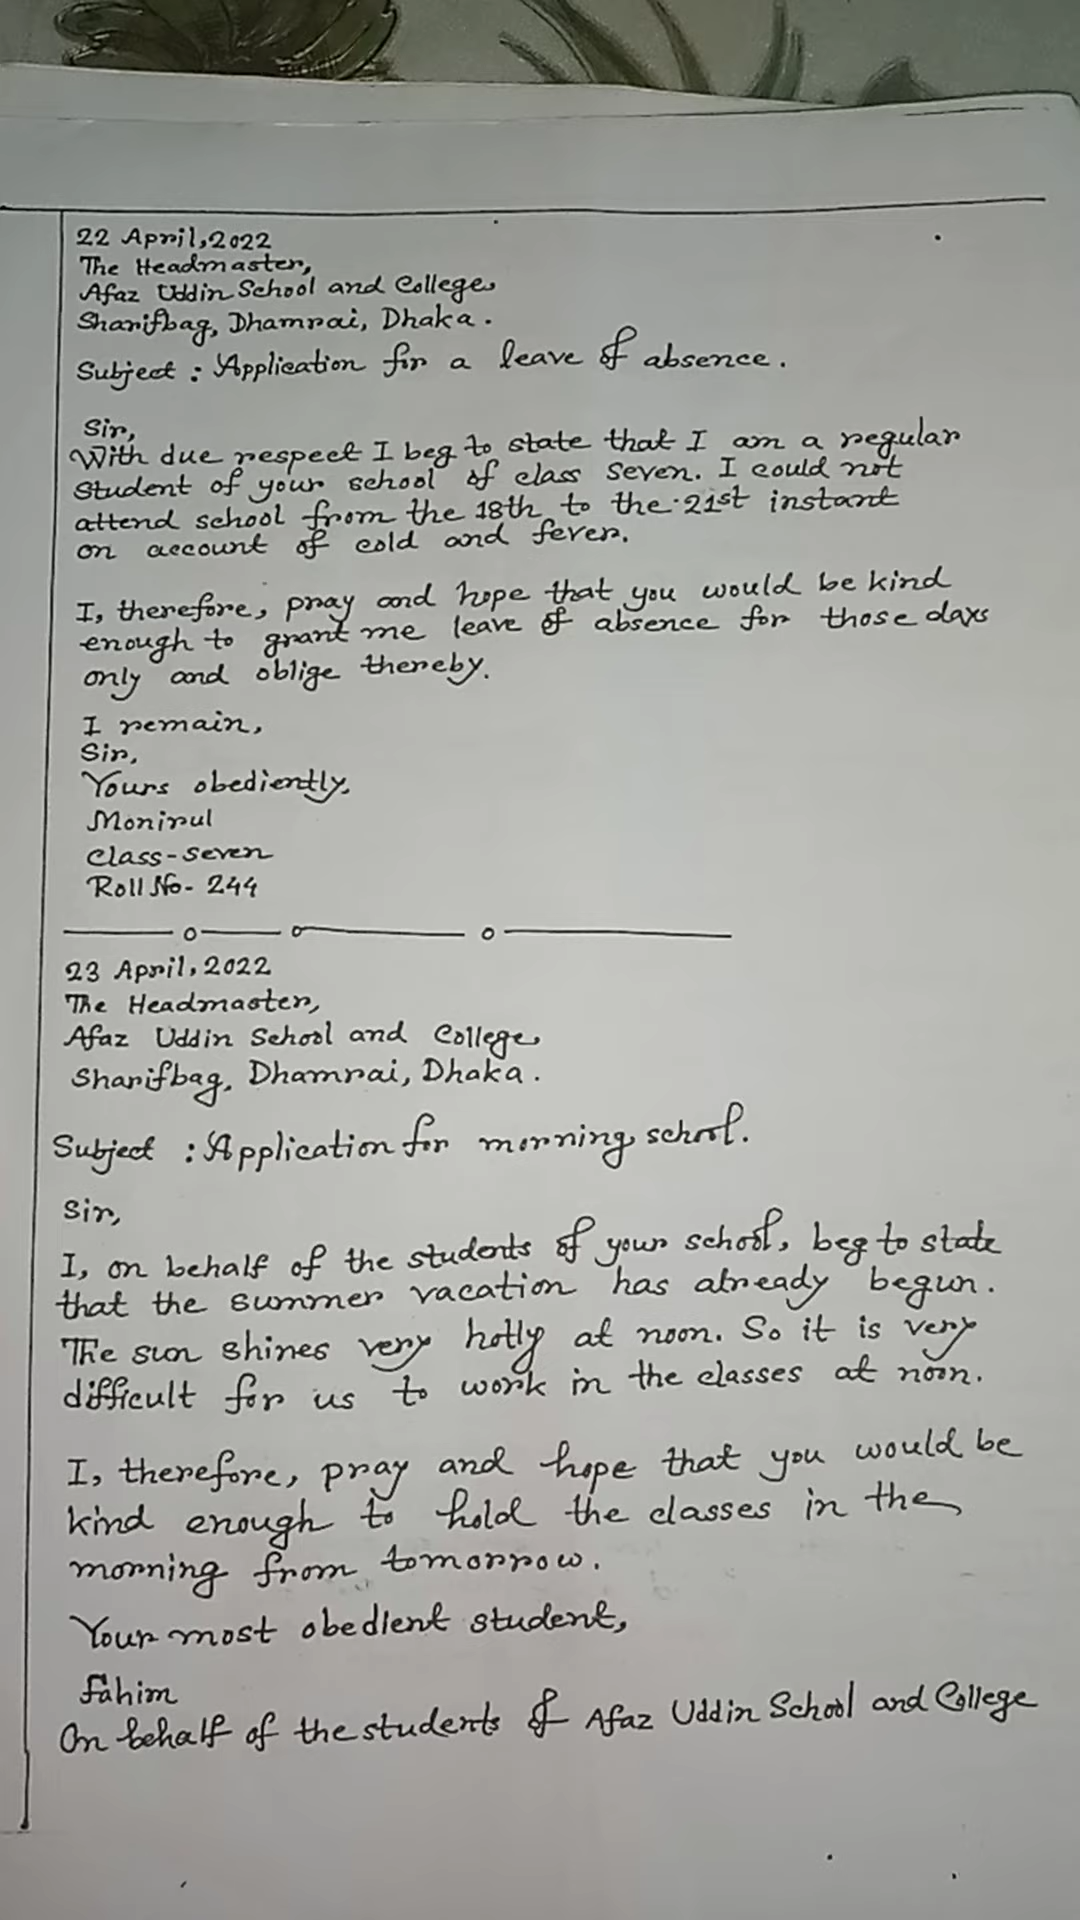 22 April,2022
The Headmaster,
Afaz Uddin School and College,
Sharifbag, Dhamrai, Dhaka.
Subject : Application for a leave of absence.
Sir,
With due respect I beg to state that I am a regular
Student of your school of class seven. I could not
attend school from the 18th to the 21st instant
on account of cold and fever.
I, therefore, pray and hope that you would be kind
enough to grant me leave of absence for those days
only and oblige thereby.
I remain,
Sir,
Yours obediently,
Monirul
Class-seven
Roll No- 244
23 April, 2022
The Headmaster,
Afaz Uddin School and College,
Sharifbag, Dhamrai, Dhaka.
Subject : Application for morning school.
Sir,
I, on behalf of the students of your school, beg to state
that the summer vacation has already begun.
The sun shines very hotly at noon. So it is very
difficult for us to work in the classes at noon.
I, therefore, pray and hope that you would be
kind enough to hold the classes in the
morning from tomorrow.
Your most obedient student,
Fahim
On behalf of the students of Afaz Uddin School and College